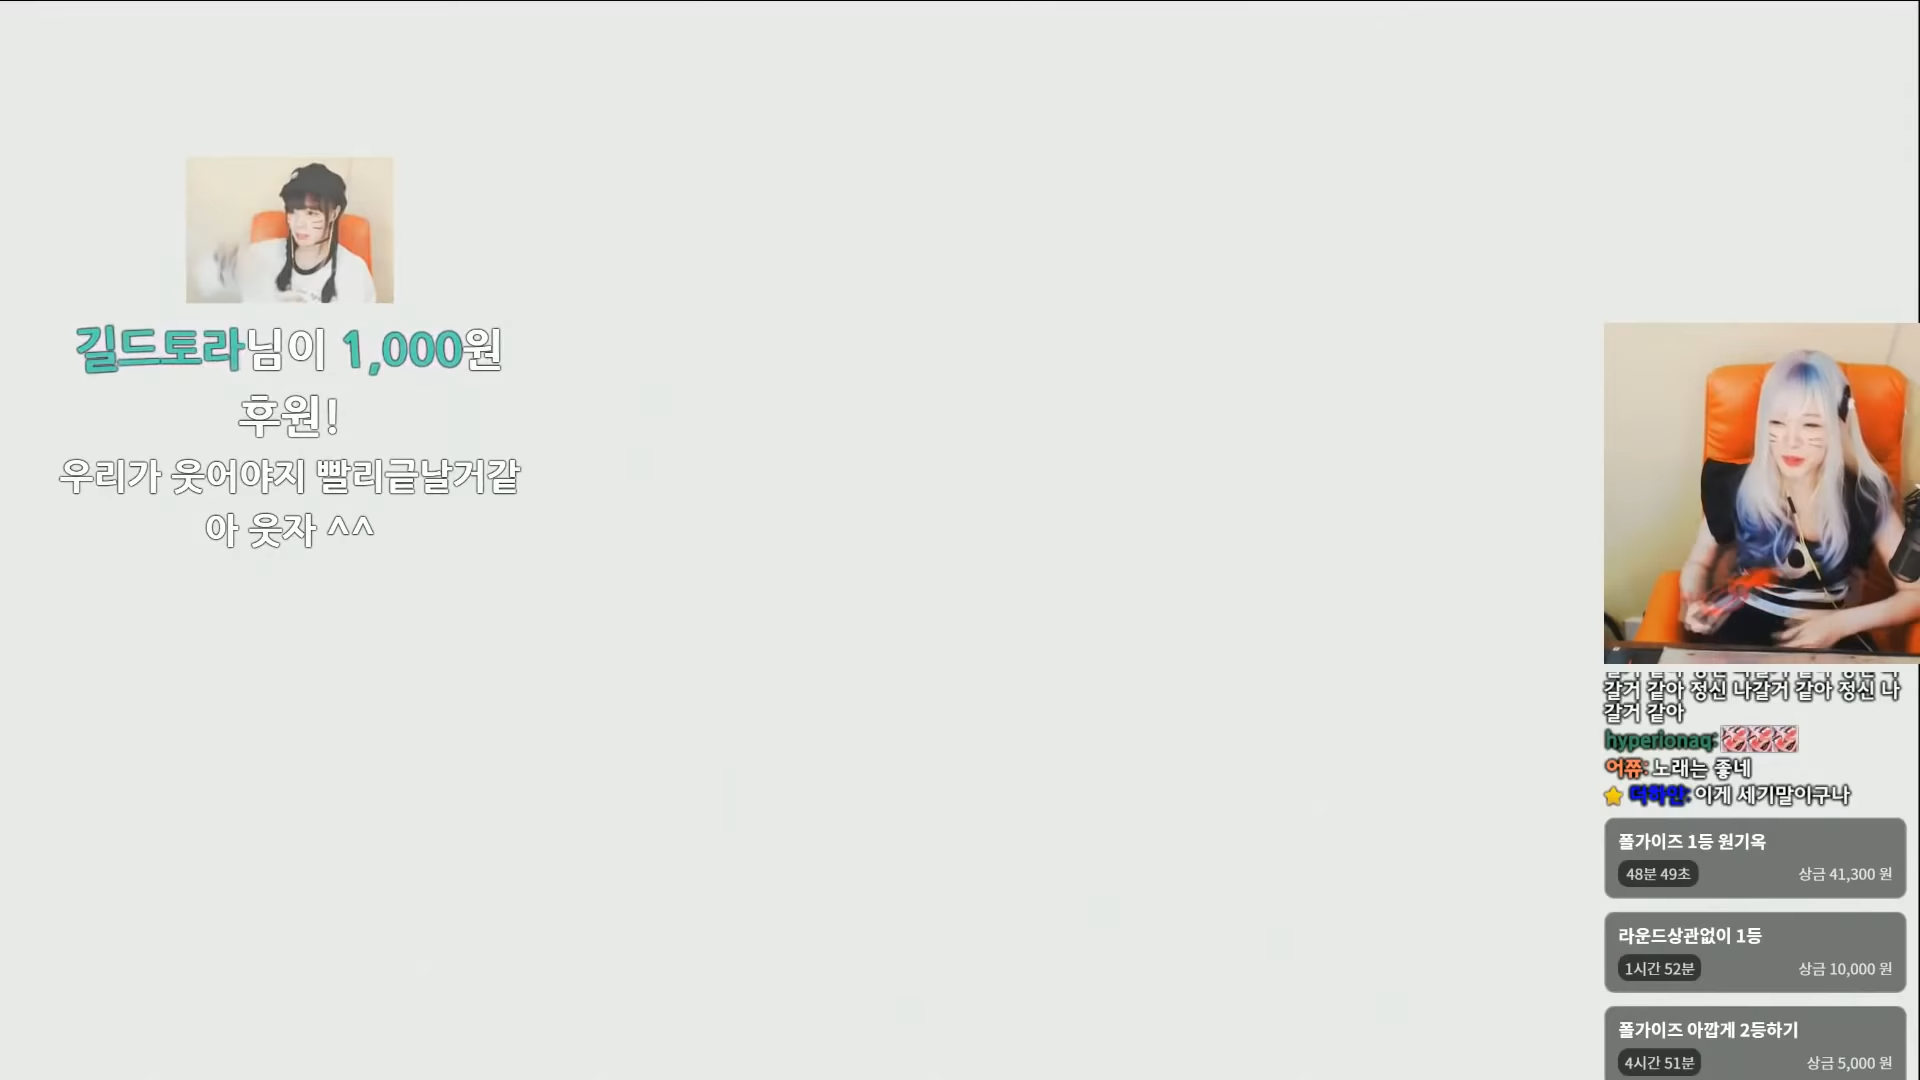 길드토라님이 1,000원
후원!
우리가 웃어야지 빨리끝날거같
아 웃자 ^^
갈거 같아 정신 나갈거 같아 정신 나
갈거 같아
hyperionaq:
어쮸: 노래는 좋네
더하안: 이게 세기말이구나
폴가이즈 1등 원기옥
48분 49초 상금 41,300 원
라운드상관없이 1등
1시간 52분 상금 10,000 원
폴가이즈 아깝게 2등하기
4시간 51분 상금 5,000 원